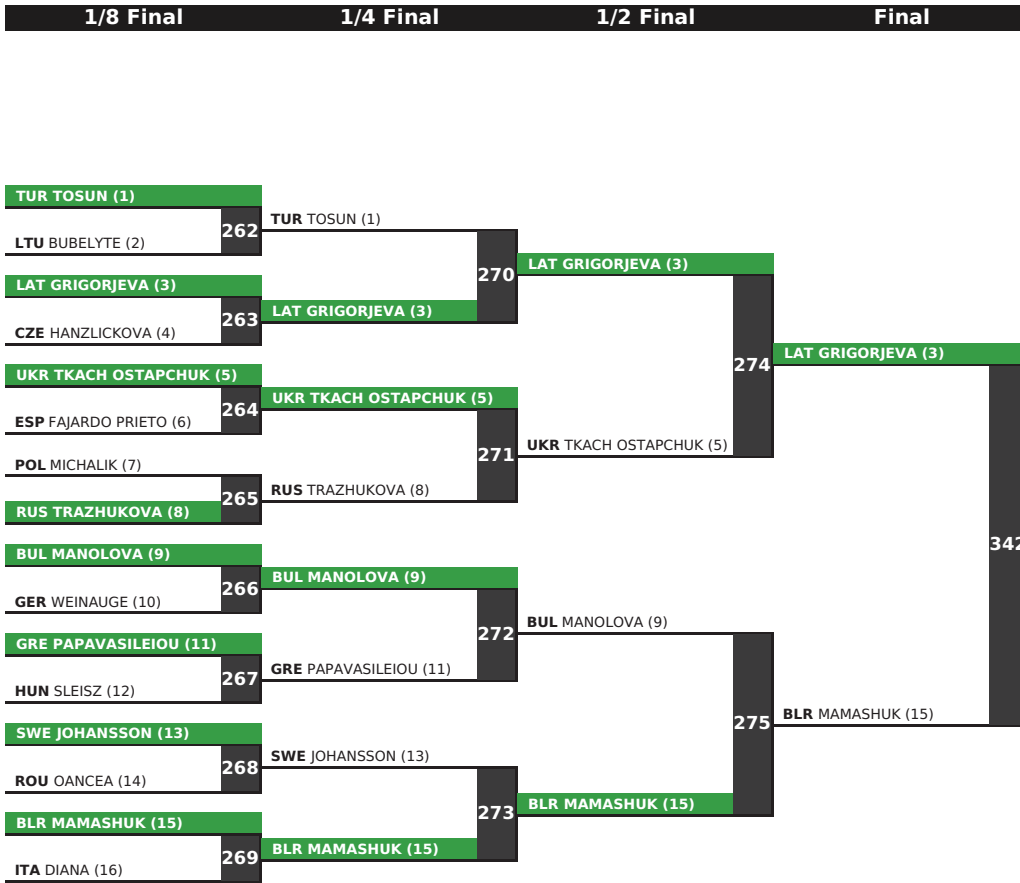 1/8 Final
1/4 Final
1/2 Final
Final
TUR TOSUN (1)
262
LTU BUBELYTE (2)
LAT GRIGORJEVA (3)
263
CZE HANZLICKOVA (4)
UKR TKACH OSTAPCHUK (5)
264
ESP FAJARDO PRIETO (6)
POL MICHALIK (7)
265
RUS TRAZHUKOVA (8)
BUL MANOLOVA (9)
266
GER WEINAUGE (10)
GRE PAPAVASILEIOU (11)
267
HUN SLEISZ (12)
SWE JOHANSSON (13)
268
ROU OANCEA (14)
BLR MAMASHUK (15)
269
ITA DIANA (16)
TUR TOSUN (1)
270
LAT GRIGORJEVA (3)
UKR TKACH OSTAPCHUK (5)
271
RUS TRAZHUKOVA (8)
BUL MANOLOVA (9)
272
GRE PAPAVASILEIOU (11)
SWE JOHANSSON (13)
273
BLR MAMASHUK (15)
LAT GRIGORJEVA (3)
274
UKR TKACH OSTAPCHUK (5)
BUL MANOLOVA (9)
275
BLR MAMASHUK (15)
LAT GRIGORJEVA (3)
342
BLR MAMASHUK (15)